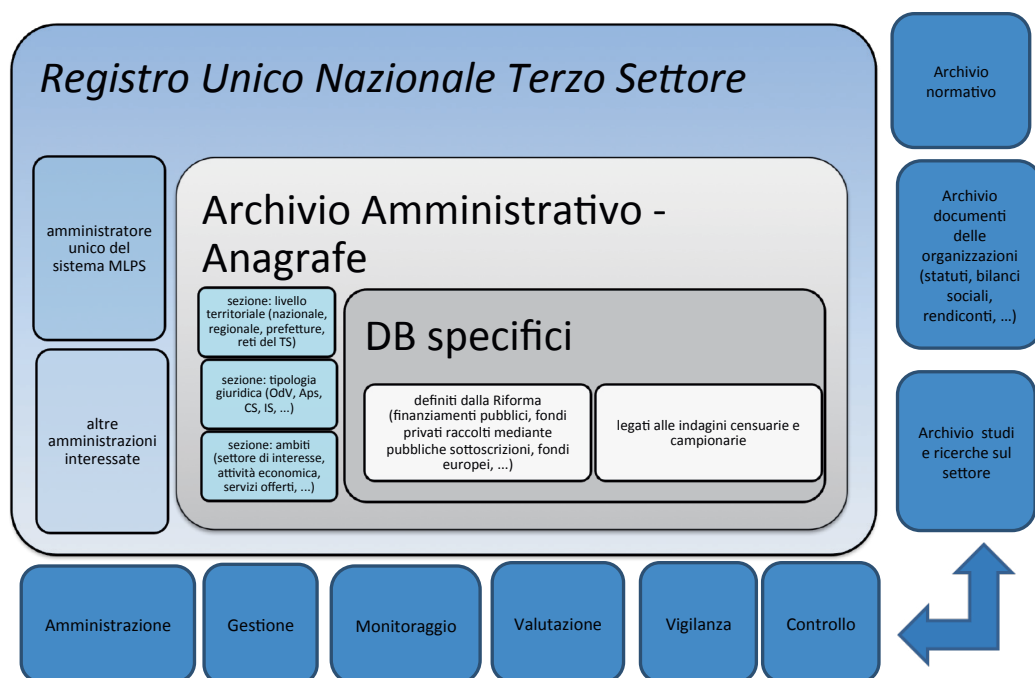 Registro Unico Nazionale Terzo Settore
amministratore
unico del
sistema MLPS
altre
amministrazioni
interessate
Archivio Amministrativo -
Anagrafe
sezione: livello
territoriale (nazionale,
regionale, prefetture,
reti del TS)
sezione: tipologia
giuridica (OdV, Aps,
CS, IS, ...)
sezione: ambiti
(settore di interesse,
attività economica,
servizi offerti, ...)
DB specifici
definiti dalla Riforma
(finanziamenti pubblici, fondi
privati raccolti mediante
pubbliche sottoscrizioni, fondi
europei, ...)
legati alle indagini censuarie e
campionarie
Archivio
normativo
Archivio
documenti
delle
organizzazioni
(statuti, bilanci
sociali,
rendiconti, ...)
Archivio studi
e ricerche sul
settore
Amministrazione
Gestione
Monitoraggio
Valutazione
Vigilanza
Controllo